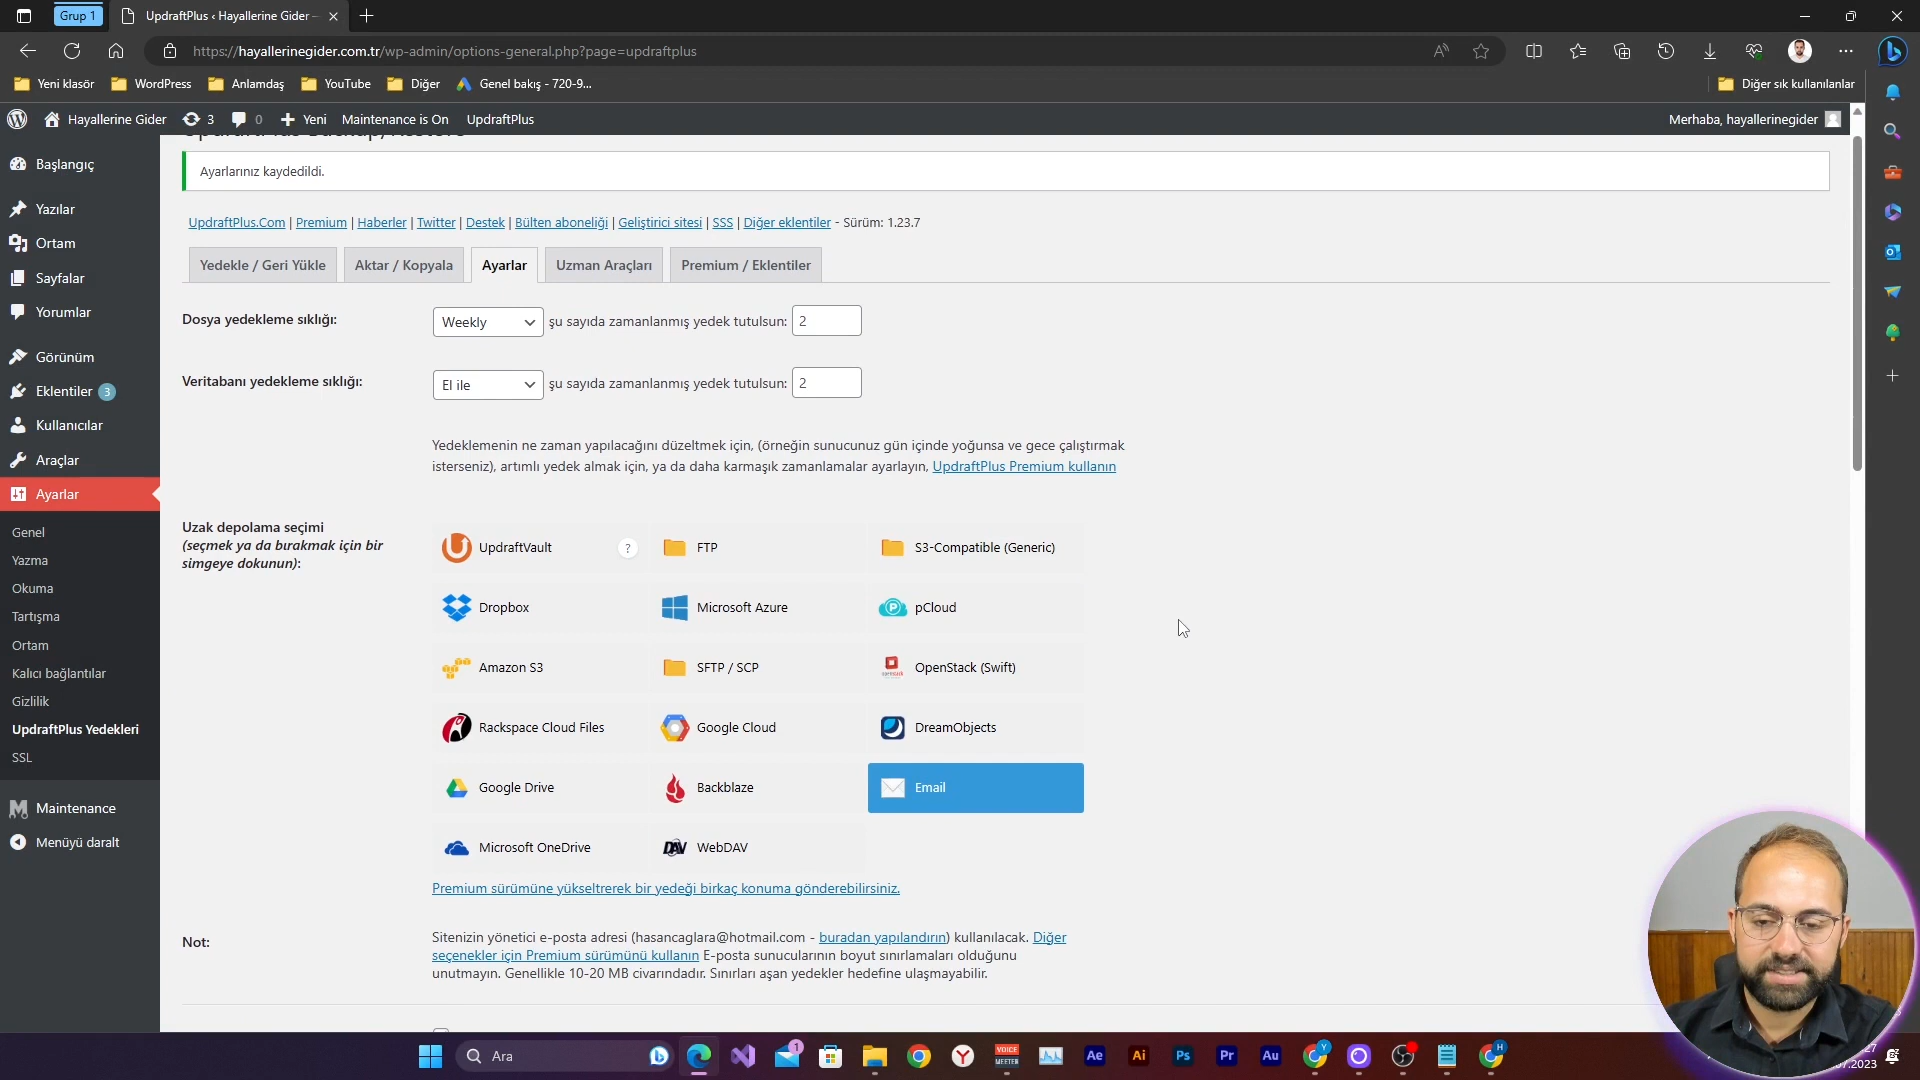 Grup 1
UpdraftPlus ‹ Hayallerine Gider –
https://hayallerinegider.com.tr/wp-admin/options-general.php?page=updraftplus
Yeni klasör
WordPress
Anlamdaş
YouTube
Diğer
Genel bakış - 720-9...
Diğer sık kullanılanlar
Hayallerine Gider
3
0
Yeni
Maintenance is On
UpdraftPlus
Merhaba, hayallerinegider
Başlangıç
Yazılar
Ortam
Sayfalar
Yorumlar
Görünüm
Eklentiler 3
Kullanıcılar
Araçlar
Ayarlar
Genel
Yazma
Okuma
Tartışma
Ortam
Kalıcı bağlantılar
Gizlilik
UpdraftPlus Yedekleri
SSL
Maintenance
Menüyü daralt
Ayarlarınız kaydedildi.
UpdraftPlus.Com | Premium | Haberler | Twitter | Destek | Bülten aboneliği | Geliştirici sitesi | SSS | Diğer eklentiler - Sürüm: 1.23.7
Yedekle / Geri Yükle
Aktar / Kopyala
Ayarlar
Uzman Araçları
Premium / Eklentiler
Dosya yedekleme sıklığı:
Weekly
şu sayıda zamanlanmış yedek tutulsun: 2
Veritabanı yedekleme sıklığı:
El ile
şu sayıda zamanlanmış yedek tutulsun: 2
Yedeklemenin ne zaman yapılacağını düzeltmek için, (örneğin sunucunuz gün içinde yoğunsa ve gece çalıştırmak
isterseniz), artımlı yedek almak için, ya da daha karmaşık zamanlamalar ayarlayın, UpdraftPlus Premium kullanın
Uzak depolama seçimi
(seçmek ya da bırakmak için bir
simgeye dokunun):
UpdraftVault
?
FTP
S3-Compatible (Generic)
Dropbox
Microsoft Azure
pCloud
Amazon S3
SFTP / SCP
OpenStack (Swift)
Rackspace Cloud Files
Google Cloud
DreamObjects
Google Drive
Backblaze
Email
Microsoft OneDrive
WebDAV
Premium sürümüne yükseltrerek bir yedeği birkaç konuma gönderebilirsiniz.
Not:
Sitenizin yönetici e-posta adresi (hasancaglara@hotmail.com - buradan yapılandırın) kullanılacak. Diğer
seçenekler için Premium sürümünü kullanın E-posta sunucularının boyut sınırlamaları olduğunu
unutmayın. Genellikle 10-20 MB civarındadır. Sınırları aşan yedekler hedefine ulaşmayabilir.
Ara
1
VOICE
MEETER
Ae
Ai
Ps
Pr
Au
Y
H